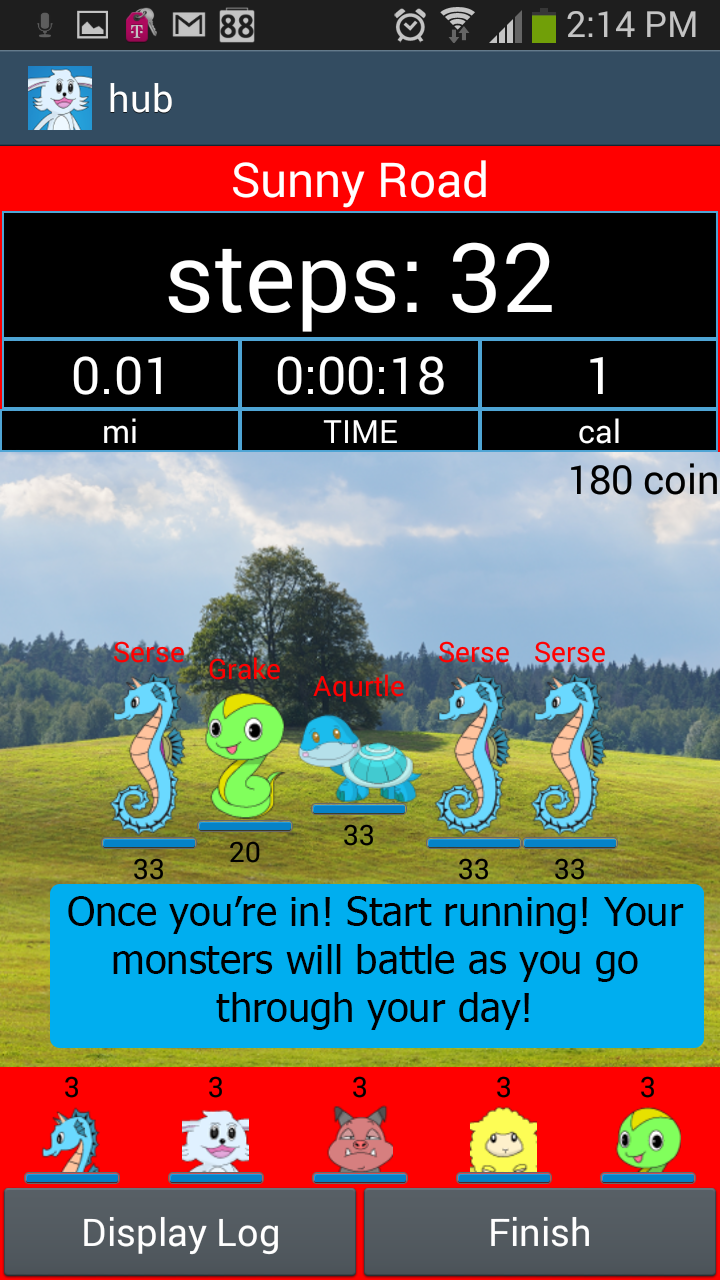 88 2:14 PM
T
hub
Sunny Road
steps: 32
0.01 0:00:18 1
mi TIME cal
180 coin
Serse Grake Aqurtle Serse Serse
33 20 33 33 33
Once you're in! Start running! Your
monsters will battle as you go
through your day!
3 3 3 3 3
Display Log Finish